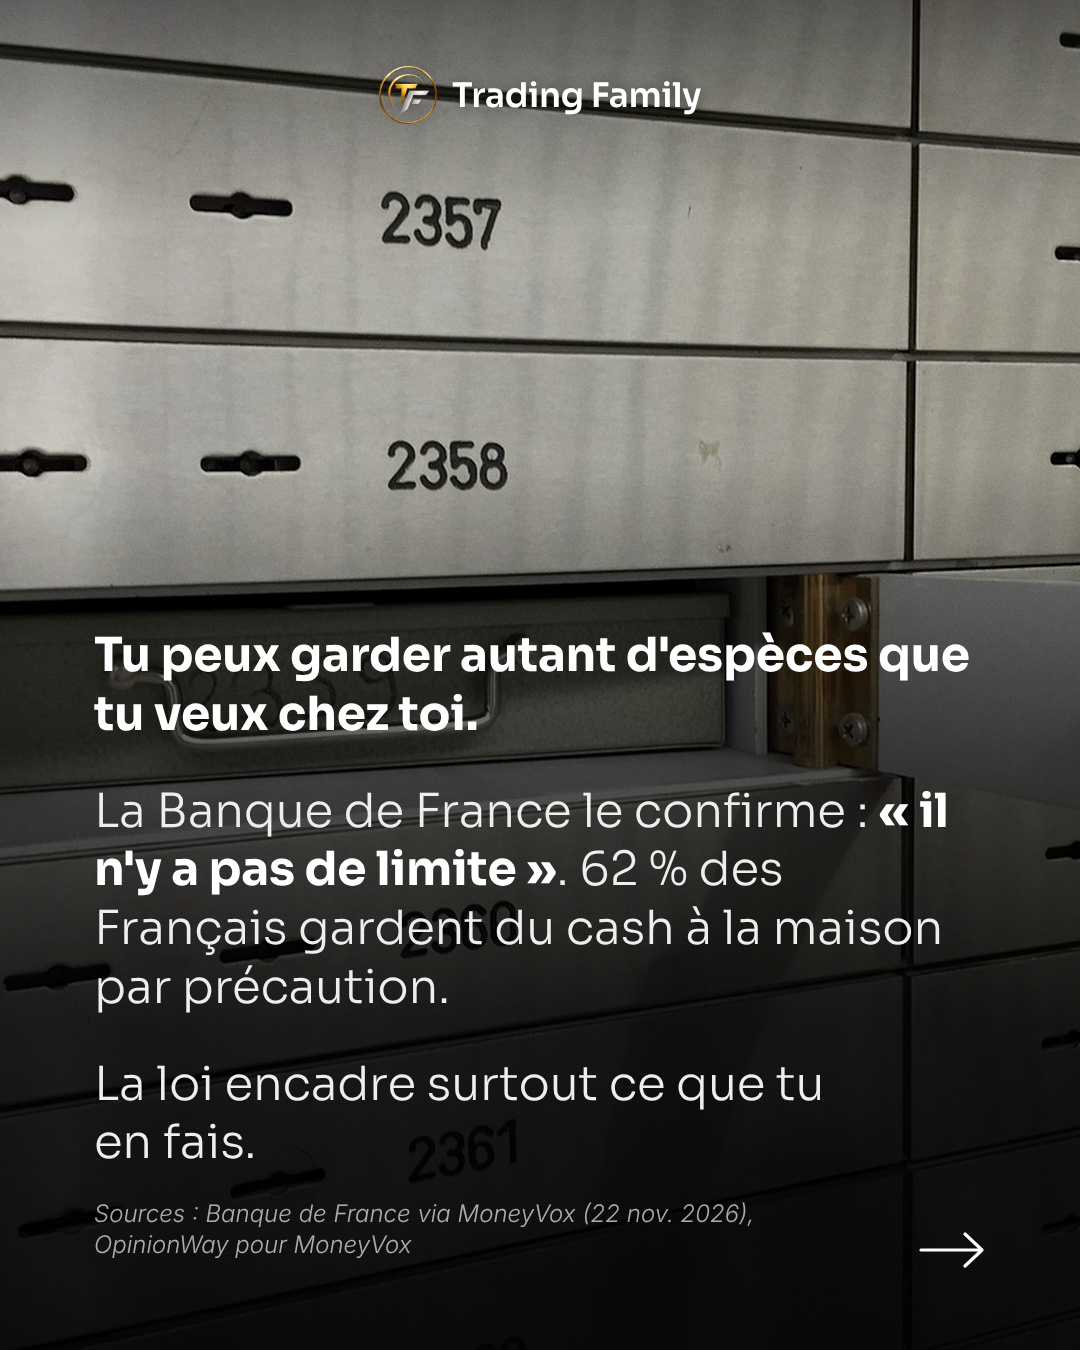 Trading Family
2357
2358
Tu peux garder autant d'espèces que
tu veux chez toi.
2359
La Banque de France le confirme : « il
n'y a pas de limite ». 62 % des
Français gardent du cash à la maison
par précaution.
2360
La loi encadre surtout ce que tu
en fais.
2361
Sources : Banque de France via MoneyVox (22 nov. 2026),
OpinionWay pour MoneyVox